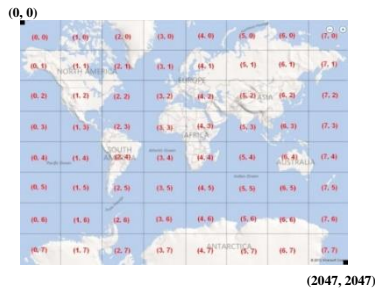 (0, 0)
(0, 0) (1, 0) (2, 0) (3, 0) (4, 0) (5, 0) (6, 0) (7, 0)
(0, 1) (1, 1) (2, 1) (3, 1) (4, 1) (5, 1) (6, 1) (7, 1)
NORTH AMERICA EUROPE
(0, 2) (1, 2) (2, 2) (3, 2) (4, 2) (5, 2) (6, 2) (7, 2)
ASIA
(0, 3) (1, 3) (2, 3) (3, 3) (4, 3) (5, 3) (6, 3) (7, 3)
AFRICA
SOUTH AMERICA Atlantic Ocean
(0, 4) (1, 4) (2, 4) (3, 4) (4, 4) (5, 4) (6, 4) (7, 4)
Pacific Ocean AUSTRALIA
Indian Ocean
(0, 5) (1, 5) (2, 5) (3, 5) (4, 5) (5, 5) (6, 5) (7, 5)
(0, 6) (1, 6) (2, 6) (3, 6) (4, 6) (5, 6) (6, 6) (7, 6)
(0, 7) (1, 7) (2, 7) (3, 7) (4, 7) (5, 7) (6, 7) (7, 7)
ANTARCTICA
(2047, 2047)